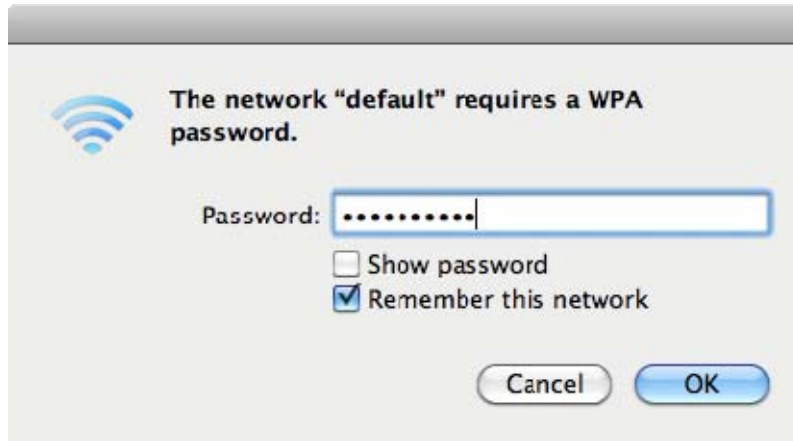 The network “default” requires a WPA
password.
Password: ••••••••••
Show password
Remember this network
Cancel OK